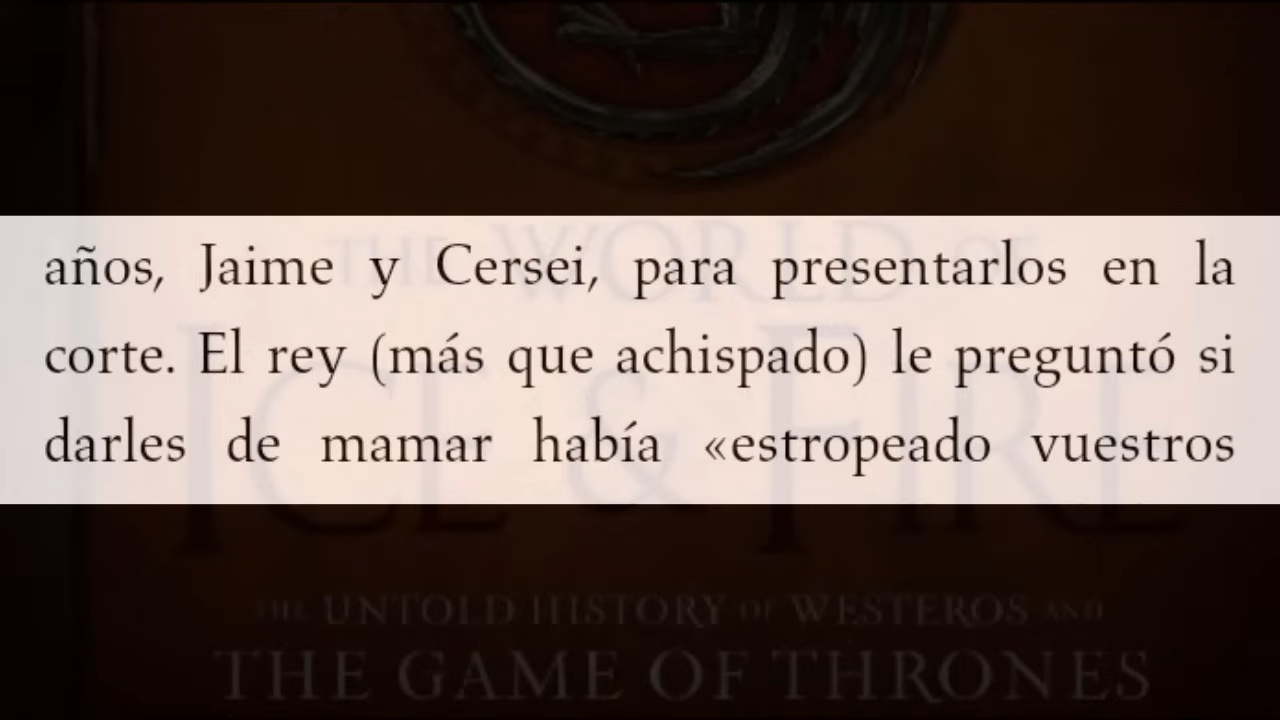 THE WORLD OF
años, Jaime y Cersei, para presentarlos en la
corte. El rey (más que achispado) le preguntó si
ICE & FIRE
darles de mamar había «estropeado vuestros
THE UNTOLD HISTORY OF WESTEROS AND
THE GAME OF THRONES